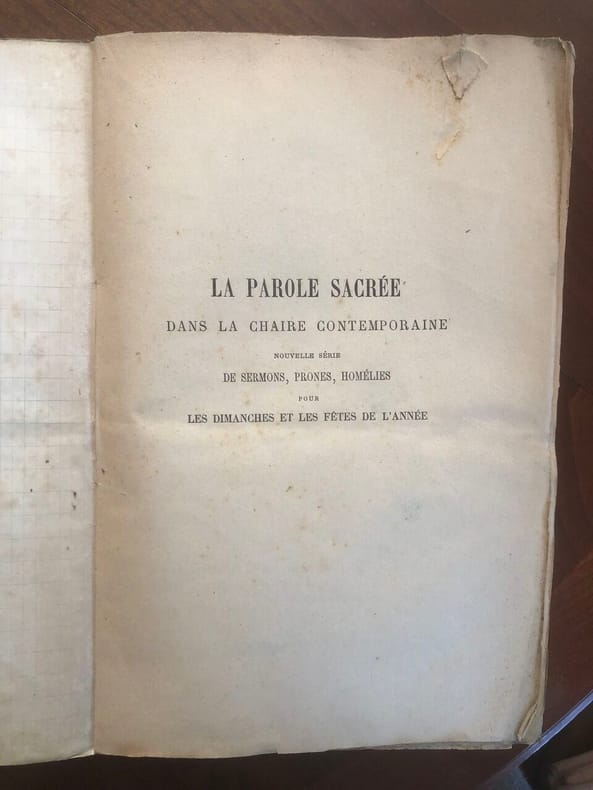 LA PAROLE SACRÉE
DANS LA CHAIRE CONTEMPORAINE
NOUVELLE SÉRIE
DE SERMONS, PRONES, HOMÉLIES
POUR
LES DIMANCHES ET LES FÊTES DE L'ANNÉE